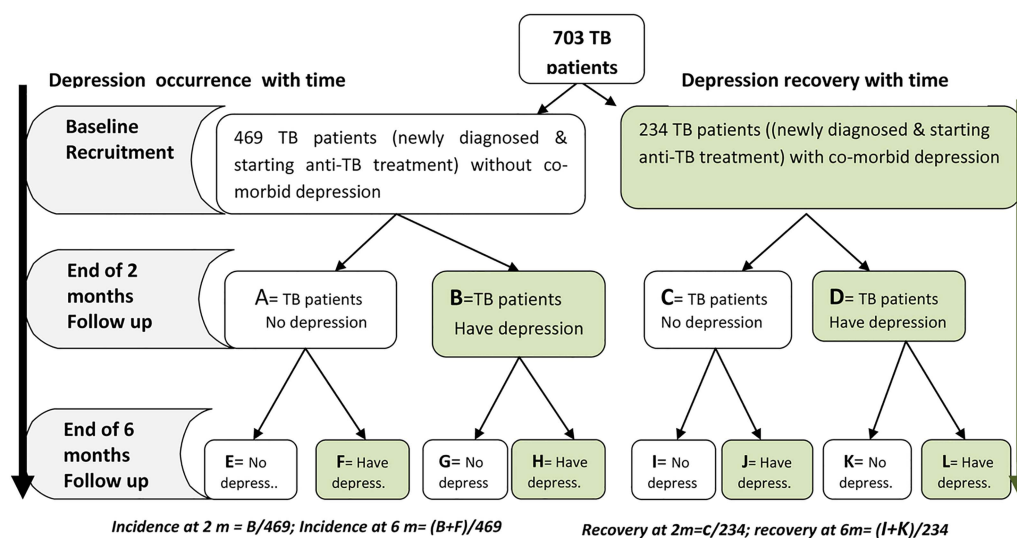 703 TB
patients
Depression occurrence with time
Depression recovery with time
Baseline
Recruitment
469 TB patients (newly diagnosed &
starting anti-TB treatment) without co-
morbid depression
234 TB patients ((newly diagnosed & starting
anti-TB treatment) with co-morbid depression
End of 2
months
Follow up
A= TB patients
No depression
B=TB patients
Have depression
C= TB patients
No depression
D= TB patients
Have depression
End of 6
months
Follow up
E= No
depress..
F= Have
depress.
G= No
depress
H= Have
depress.
I= No
depress
J= Have
depress.
K= No
depress.
L= Have
depress.
Incidence at 2 m = B/469; Incidence at 6 m= (B+F)/469
Recovery at 2m=c/234; recovery at 6m= (I+K)/234